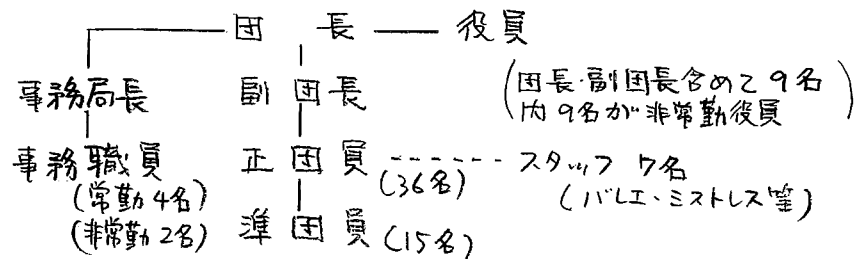 団長 役員
事務局長 副団長 (団長・副団長含めて9名
内9名が非常勤役員)
事務職員 正団員 (36名) スタッフ 7名
(常勤4名) (バレエ・ミストレス等)
(非常勤2名) 準団員 (15名)